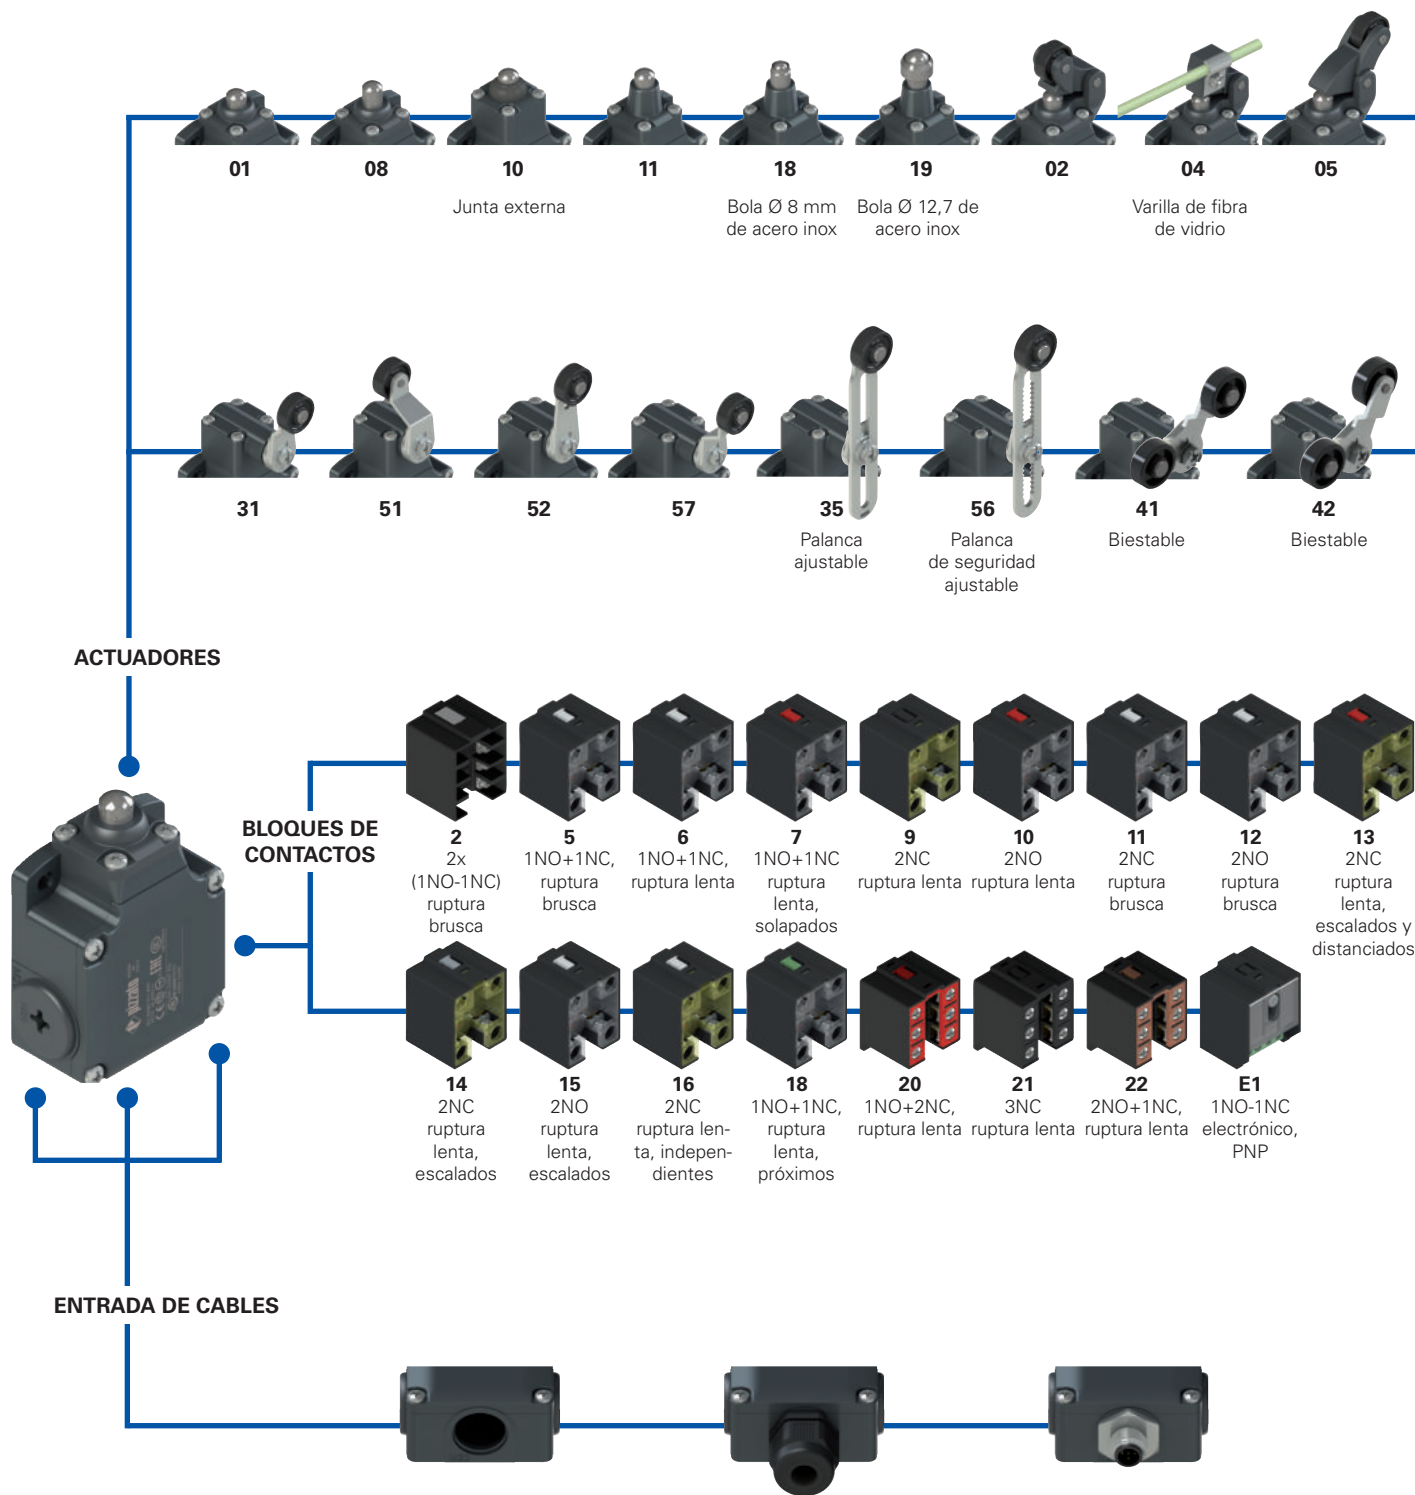 01
08
10
11
18
19
02
04
05
Junta externa
Bola Ø 8 mm
de acero inox
Bola Ø 12,7 de
acero inox
Varilla de fibra
de vidrio
31
51
52
57
35
56
41
42
Palanca
ajustable
Palanca
de seguridad
ajustable
Biestable
Biestable
ACTUADORES
BLOQUES DE
CONTACTOS
2
2x
(1NO-1NC)
ruptura
brusca
5
1NO+1NC,
ruptura
brusca
6
1NO+1NC,
ruptura lenta
7
1NO+1NC
ruptura
lenta,
solapados
9
2NC
ruptura lenta
10
2NO
ruptura lenta
11
2NC
ruptura
brusca
12
2NO
ruptura
brusca
13
2NC
ruptura
lenta,
escalados y
distanciados
pizzato
14
2NC
ruptura
lenta,
escalados
15
2NO
ruptura
lenta,
escalados
16
2NC
ruptura len-
ta, indepen-
dientes
18
1NO+1NC,
ruptura
lenta,
próximos
20
1NO+2NC,
ruptura lenta
21
3NC
ruptura lenta
22
2NO+1NC,
ruptura lenta
E1
1NO-1NC
electrónico,
PNP
ENTRADA DE CABLES